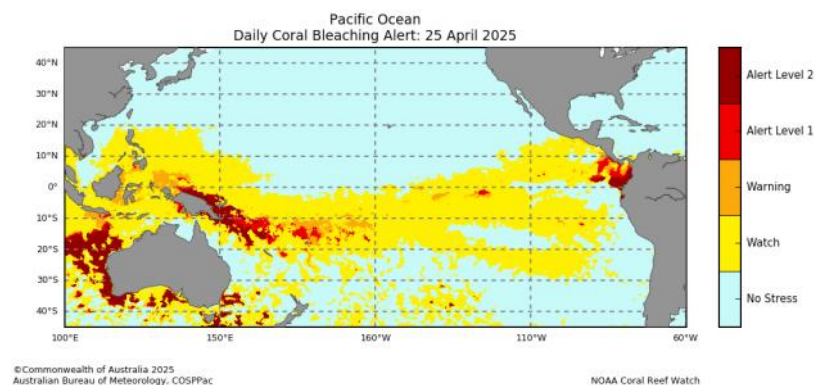 Pacific Ocean
Daily Coral Bleaching Alert: 25 April 2025
40°N
30°N
20°N
10°N
0°
10°S
20°S
30°S
40°S
100°E
150°E
160°W
110°W
60°W
Alert Level 2
Alert Level 1
Warning
Watch
No Stress
©Commonwealth of Australia 2025
Australian Bureau of Meteorology, COSPPac
NOAA Coral Reef Watch